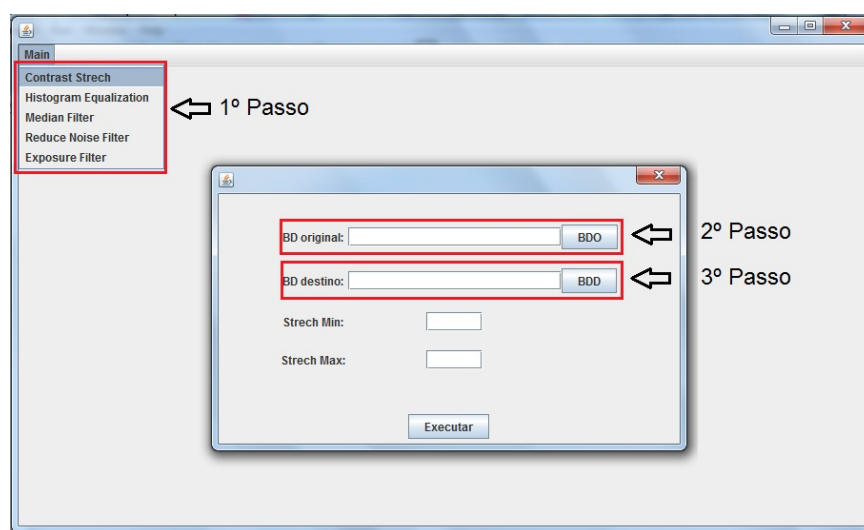 Main
Contrast Strech
Histogram Equalization
Median Filter
Reduce Noise Filter
Exposure Filter
1º Passo
BD original:
BDO
2º Passo
BD destino:
BDD
3º Passo
Strech Min:
Strech Max:
Executar